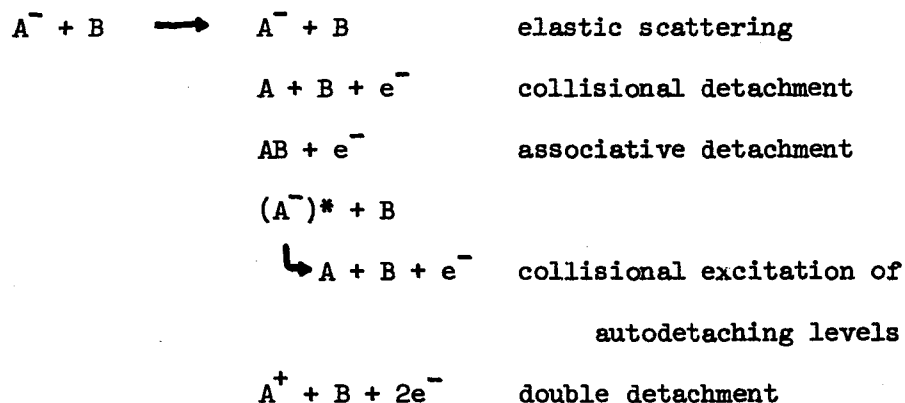 A⁻ + B ⟶ A⁻ + B elastic scattering
A + B + e⁻ collisional detachment
AB + e⁻ associative detachment
(A⁻)* + B
↳ A + B + e⁻ collisional excitation of
autodetaching levels
A⁺ + B + 2e⁻ double detachment